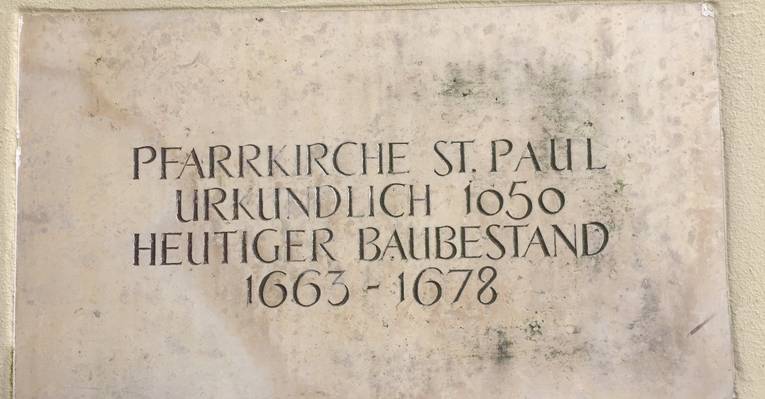 PFARRKIRCHE ST. PAUL
URKUNDLICH 1050
HEUTIGER BAUBESTAND
1663 - 1678